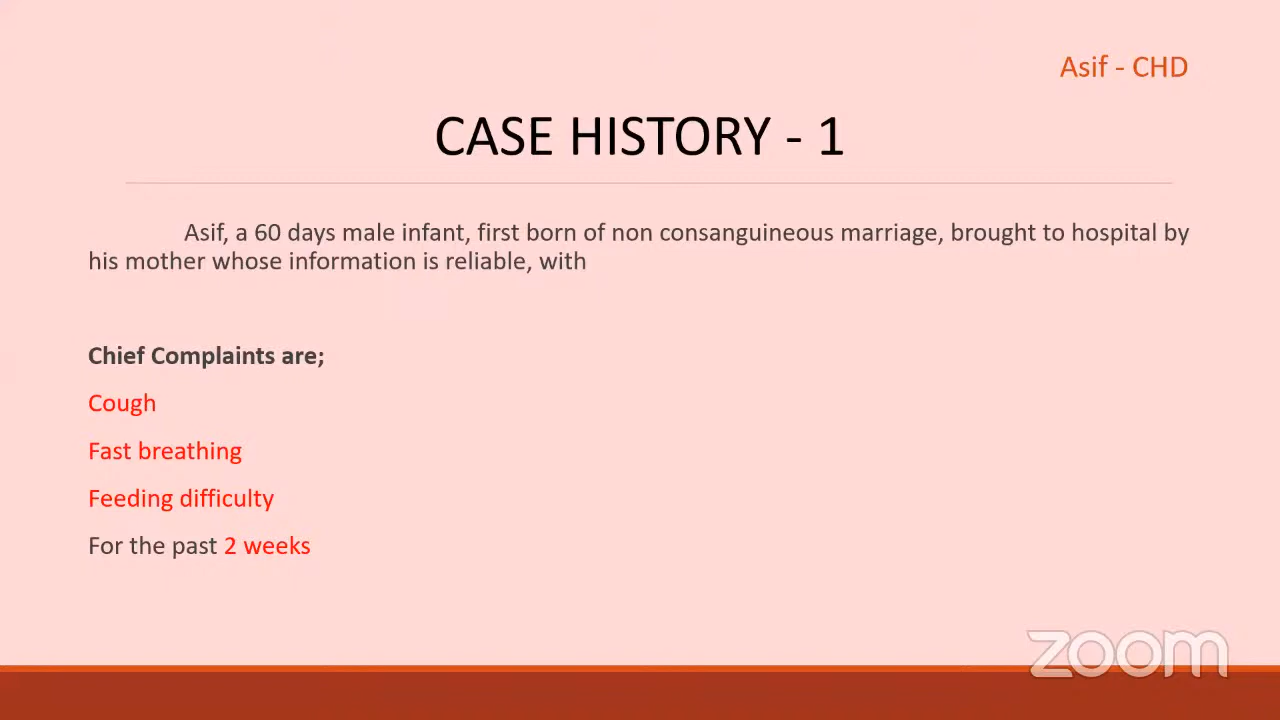 Asif - CHD
CASE HISTORY - 1
Asif, a 60 days male infant, first born of non consanguineous marriage, brought to hospital by
his mother whose information is reliable, with
Chief Complaints are;
Cough
Fast breathing
Feeding difficulty
For the past 2 weeks
zoom